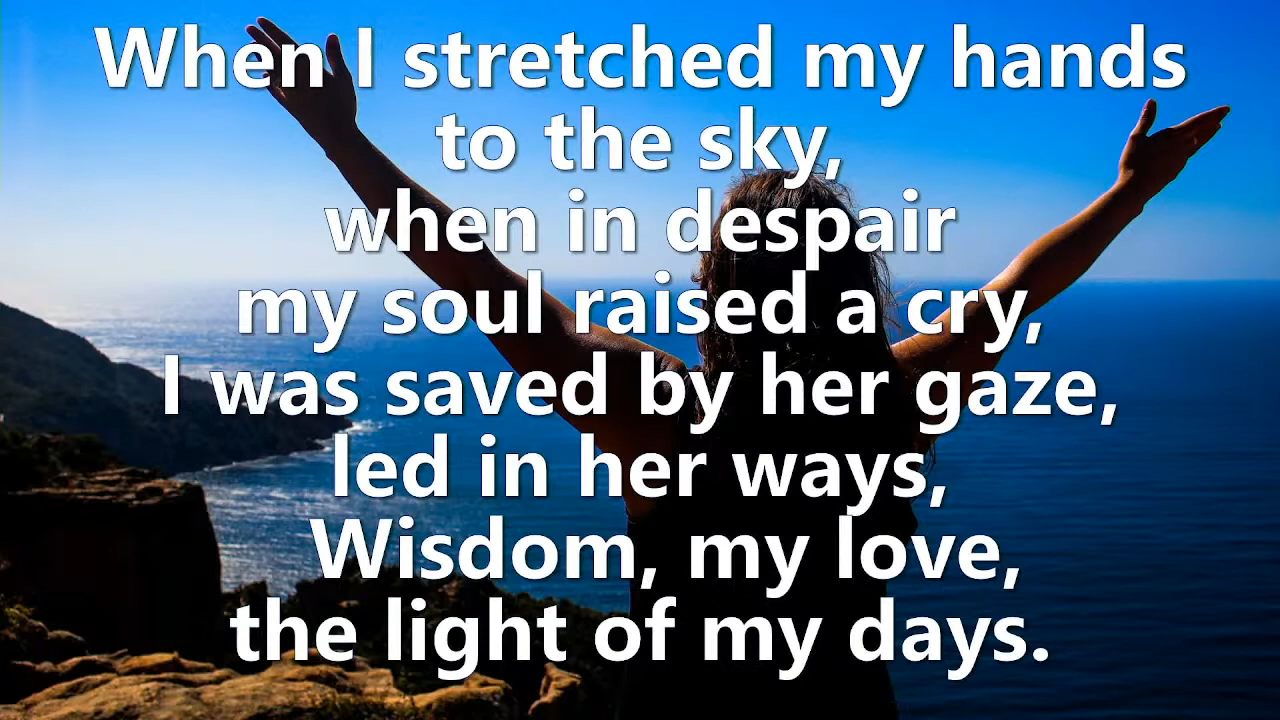 When I stretched my hands
to the sky,
when in despair
my soul raised a cry,
I was saved by her gaze,
led in her ways,
Wisdom, my love,
the light of my days.